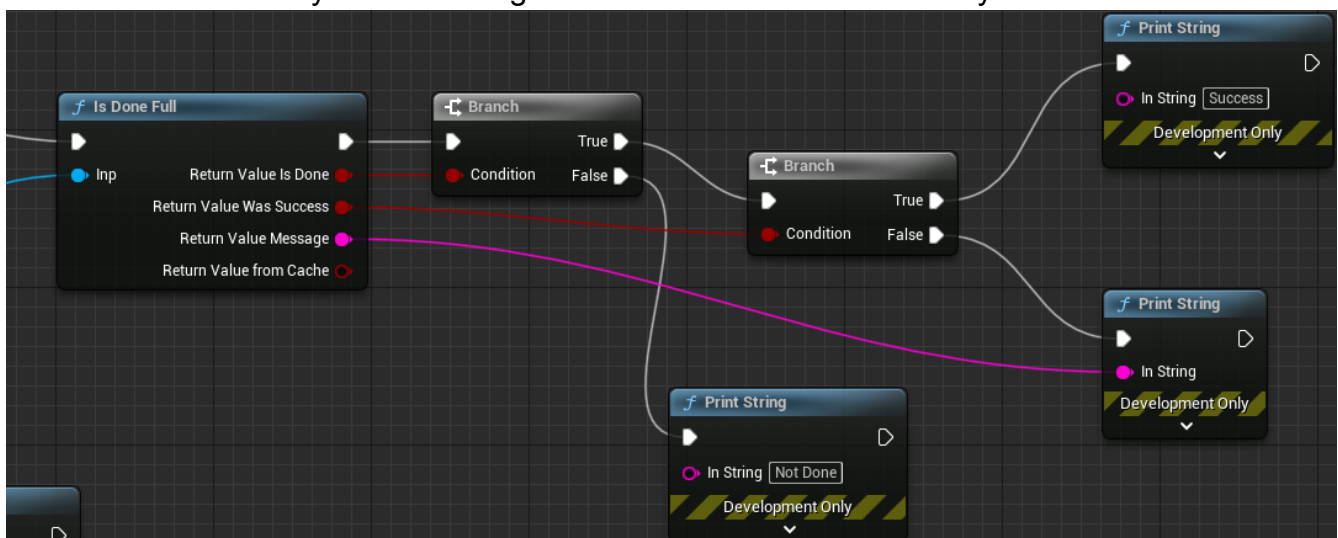 f Print String
In String Success
Development Only
f Is Done Full
Inp Return Value Is Done
Return Value Was Success
Return Value Message
Return Value from Cache
Branch
True
Condition False
Branch
True
Condition False
f Print String
In String
Development Only
f Print String
In String Not Done
Development Only